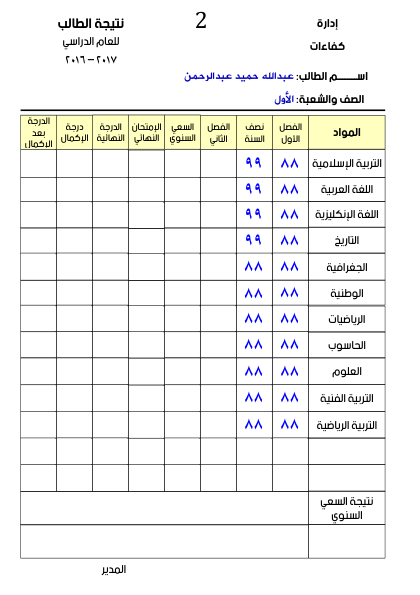 إدارة
كفاءات
2
نتيجة الطالب
للعام الدراسي
٢٠١٦ – ٢٠١٧
اســـــم الطالب: عبدالله حميد عبدالرحمن
الصف والشعبة: الأول
المواد | الفصل الاول | نصف السنة | الفصل الثاني | السعي السنوي | الإمتحان النهائي | الدرجة النهائية | درجة الإكمال | الدرجة بعد الإكمال
التربية الإسلامية ٨٨ ٩٩
اللغة العربية ٨٨ ٩٩
اللغة الإنكليزية ٨٨ ٩٩
التاريخ ٨٨ ٩٩
الجغرافية ٨٨ ٨٨
الوطنية ٨٨ ٨٨
الرياضيات ٨٨ ٨٨
الحاسوب ٨٨ ٨٨
العلوم ٨٨ ٨٨
التربية الفنية ٨٨ ٨٨
التربية الرياضية ٨٨ ٨٨
نتيجة السعي
السنوي
المدير